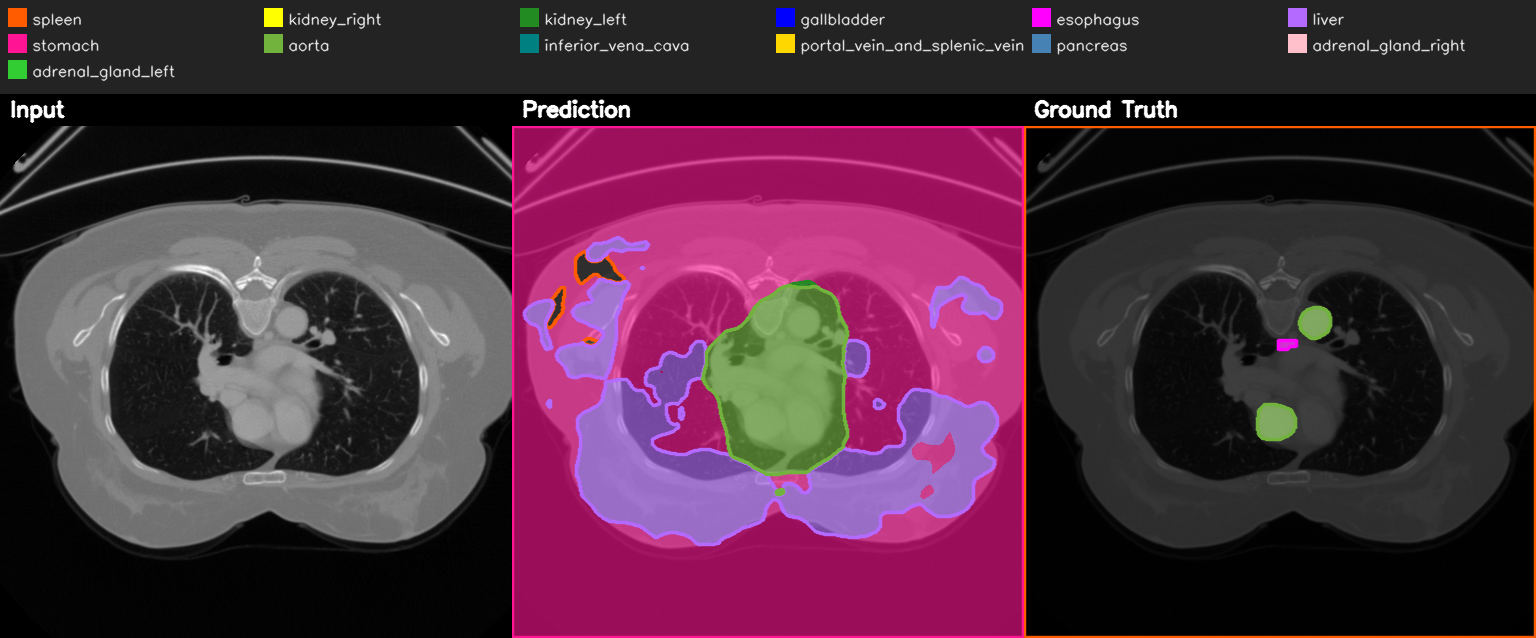 spleen kidney_right kidney_left gallbladder esophagus liver
stomach aorta inferior_vena_cava portal_vein_and_splenic_vein pancreas adrenal_gland_right
adrenal_gland_left
Input Prediction Ground Truth